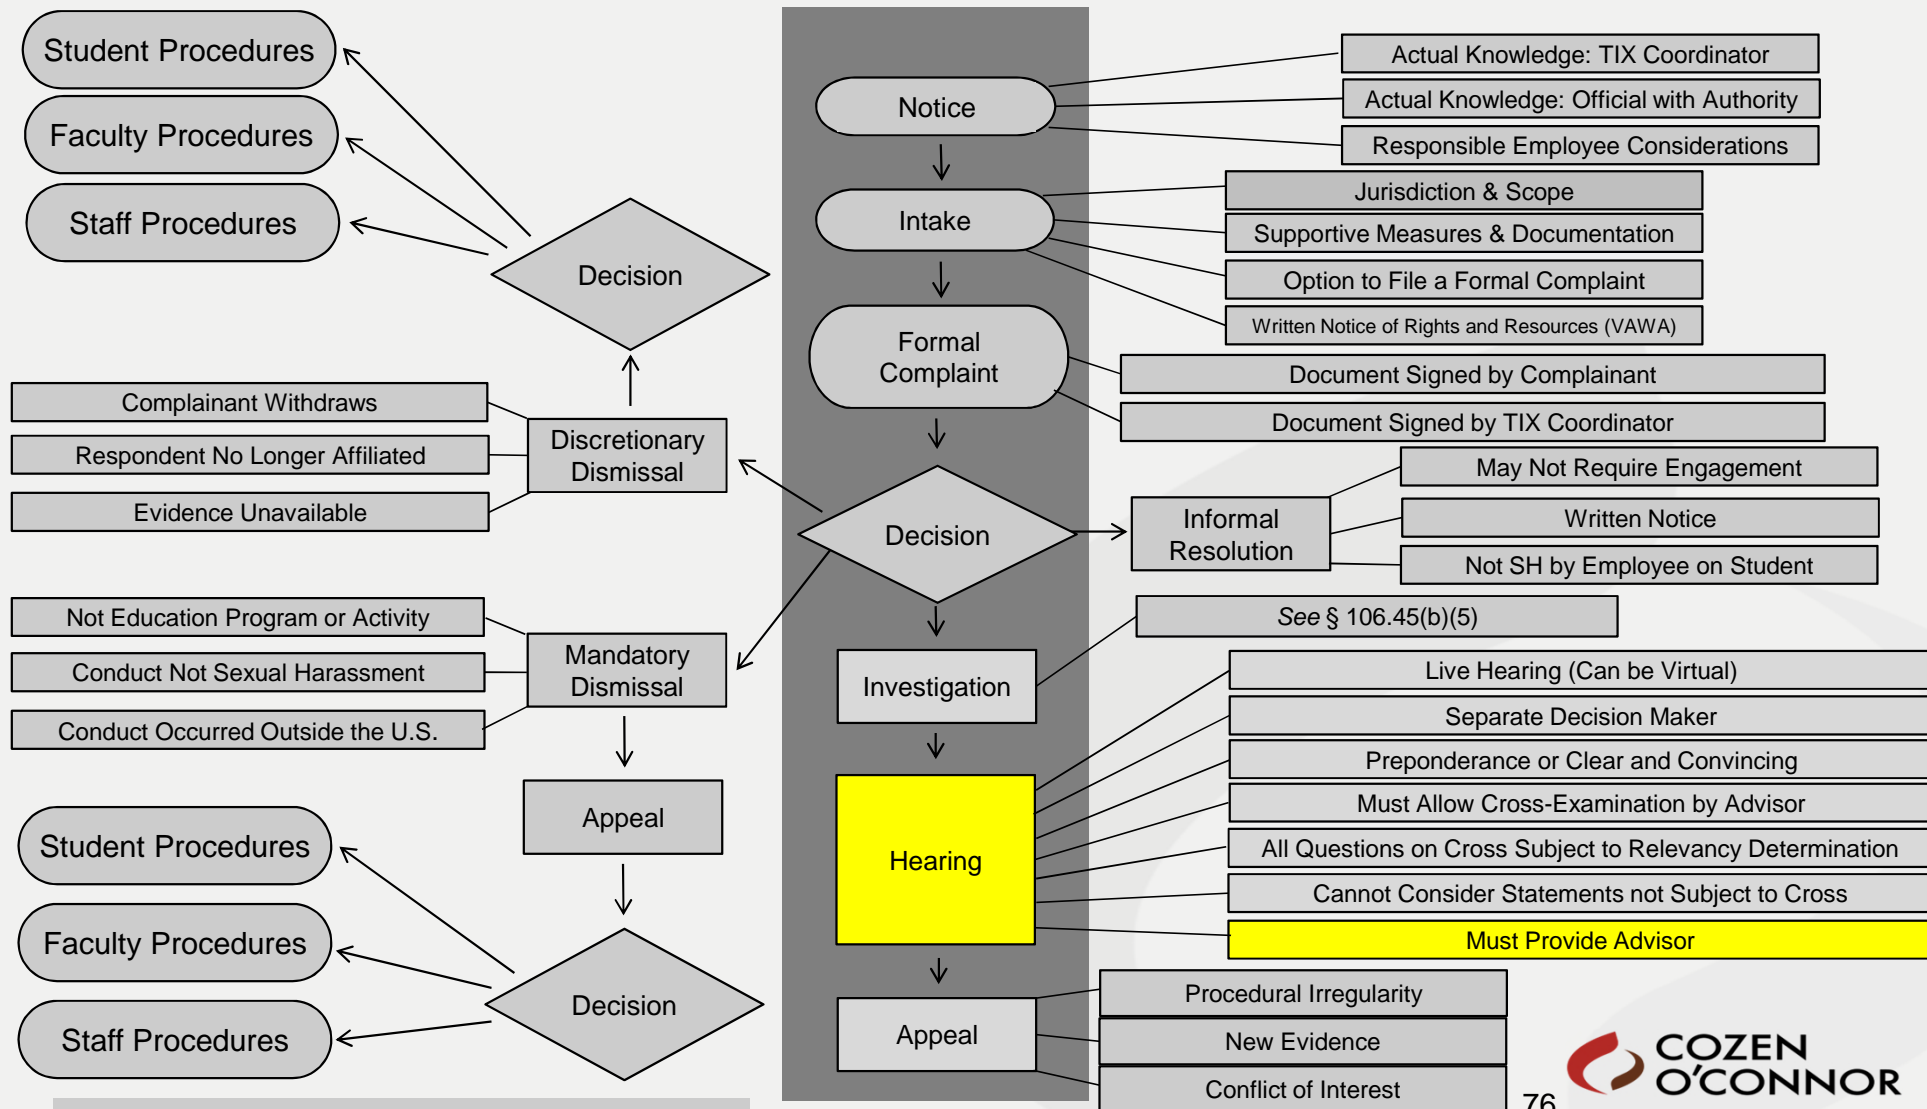 Student Procedures
Faculty Procedures
Staff Procedures
Decision
Complainant Withdraws
Respondent No Longer Affiliated
Evidence Unavailable
Discretionary
Dismissal
Not Education Program or Activity
Conduct Not Sexual Harassment
Conduct Occurred Outside the U.S.
Mandatory
Dismissal
Appeal
Student Procedures
Faculty Procedures
Staff Procedures
Decision
Notice
Intake
Formal
Complaint
Decision
Investigation
Hearing
Appeal
Actual Knowledge: TIX Coordinator
Actual Knowledge: Official with Authority
Responsible Employee Considerations
Jurisdiction & Scope
Supportive Measures & Documentation
Option to File a Formal Complaint
Written Notice of Rights and Resources (VAWA)
Document Signed by Complainant
Document Signed by TIX Coordinator
Informal
Resolution
May Not Require Engagement
Written Notice
Not SH by Employee on Student
See § 106.45(b)(5)
Live Hearing (Can be Virtual)
Separate Decision Maker
Preponderance or Clear and Convincing
Must Allow Cross-Examination by Advisor
All Questions on Cross Subject to Relevancy Determination
Cannot Consider Statements not Subject to Cross
Must Provide Advisor
Procedural Irregularity
New Evidence
Conflict of Interest
76
COZEN
O'CONNOR